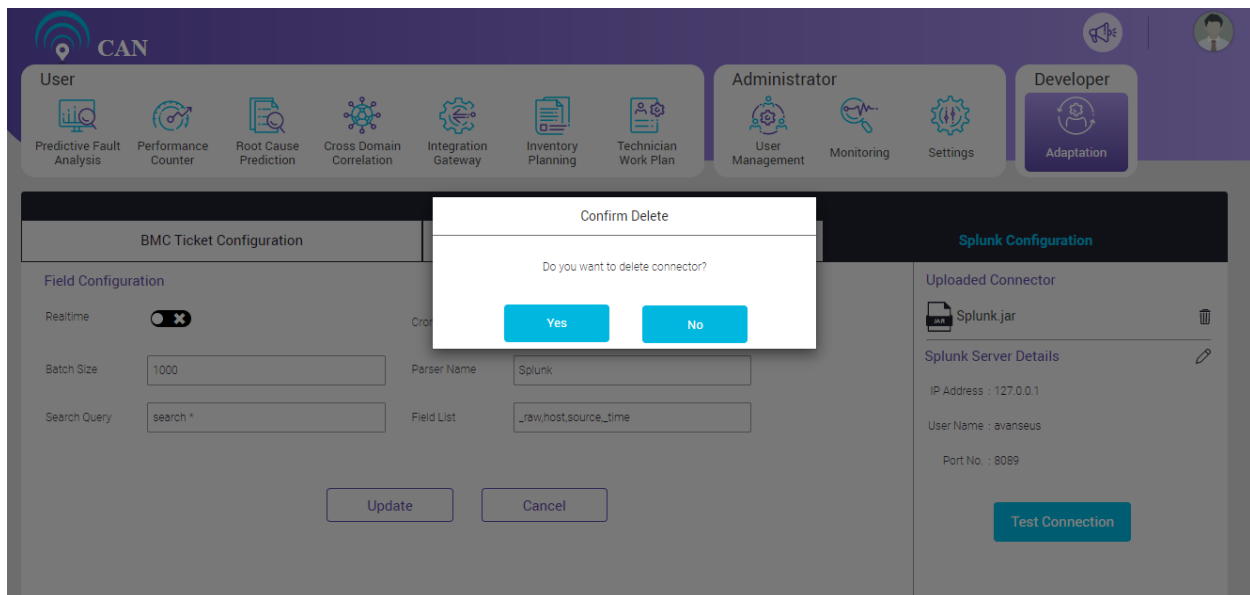 CAN
User
Administrator
Developer
Predictive Fault
Analysis
Performance
Counter
Root Cause
Prediction
Cross Domain
Correlation
Integration
Gateway
Inventory
Planning
Technician
Work Plan
User
Management
Monitoring
Settings
Adaptation
Confirm Delete
Do you want to delete connector?
Yes
No
BMC Ticket Configuration
Splunk Configuration
Field Configuration
Realtime
Batch Size
1000
Parser Name
Splunk
Search Query
search *
Field List
_raw,host,source,_time
Update
Cancel
Uploaded Connector
JAR
Splunk.jar
Splunk Server Details
IP Address : 127.0.0.1
User Name : avanseus
Port No. : 8089
Test Connection